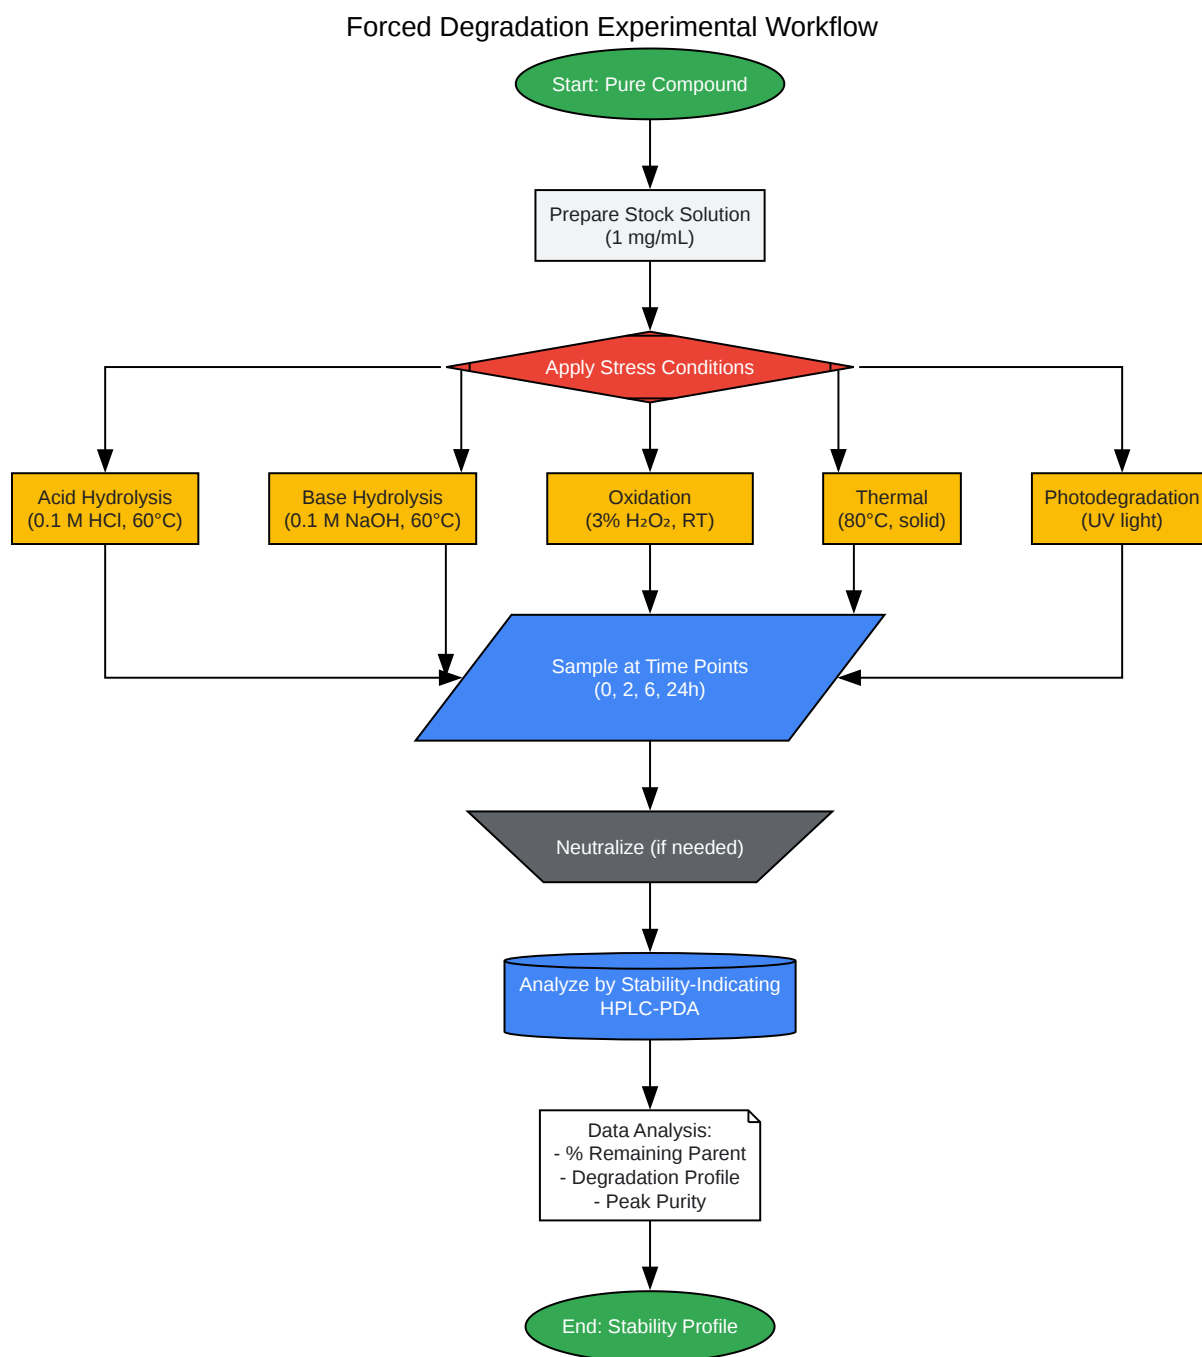 Forced Degradation Experimental Workflow
Start: Pure Compound
Prepare Stock Solution
(1 mg/mL)
Apply Stress Conditions
Acid Hydrolysis
(0.1 M HCl, 60°C)
Base Hydrolysis
(0.1 M NaOH, 60°C)
Oxidation
(3% H₂O₂, RT)
Thermal
(80°C, solid)
Photodegradation
(UV light)
Sample at Time Points
(0, 2, 6, 24h)
Neutralize (if needed)
Analyze by Stability-Indicating
HPLC-PDA
Data Analysis:
- % Remaining Parent
- Degradation Profile
- Peak Purity
End: Stability Profile